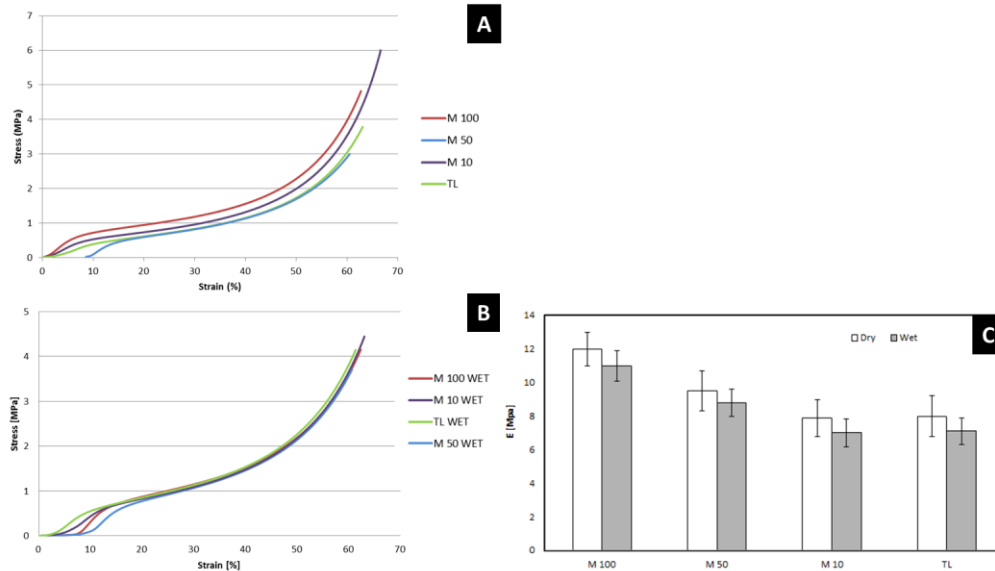 A
7
6
5
4
3
2
1
0
Stress (MPa)
0 10 20 30 40 50 60 70
Strain (%)
M 100
M 50
M 10
TL
B
5
4
3
2
1
0
Stress [MPa]
0 10 20 30 40 50 60 70
Strain [%]
M 100 WET
M 10 WET
TL WET
M 50 WET
C
14
12
10
8
6
4
2
0
E [Mpa]
Dry Wet
M 100 M 50 M 10 TL